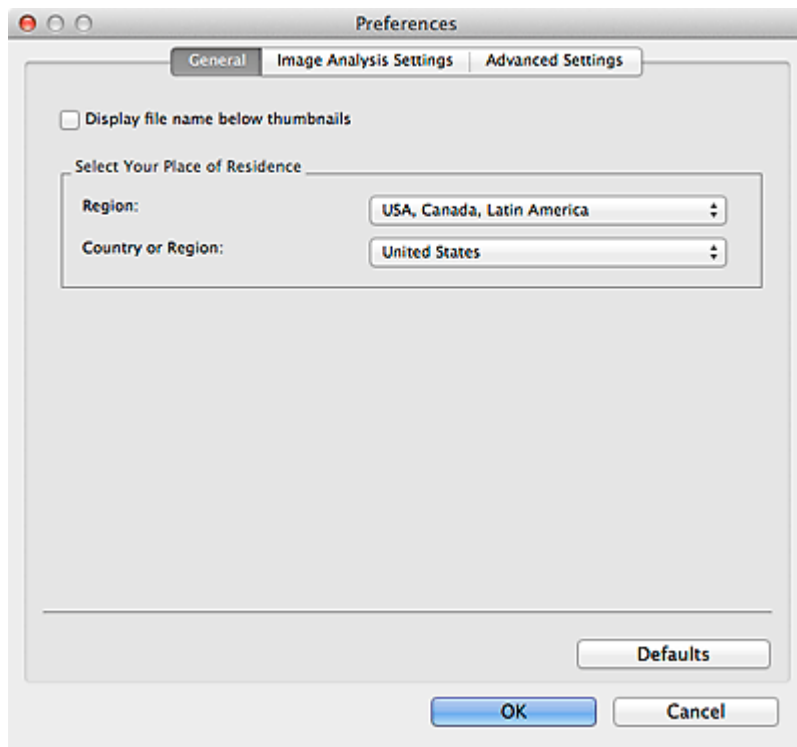 Preferences
General Image Analysis Settings Advanced Settings
Display file name below thumbnails
Select Your Place of Residence
Region: USA, Canada, Latin America
Country or Region: United States
Defaults
OK Cancel